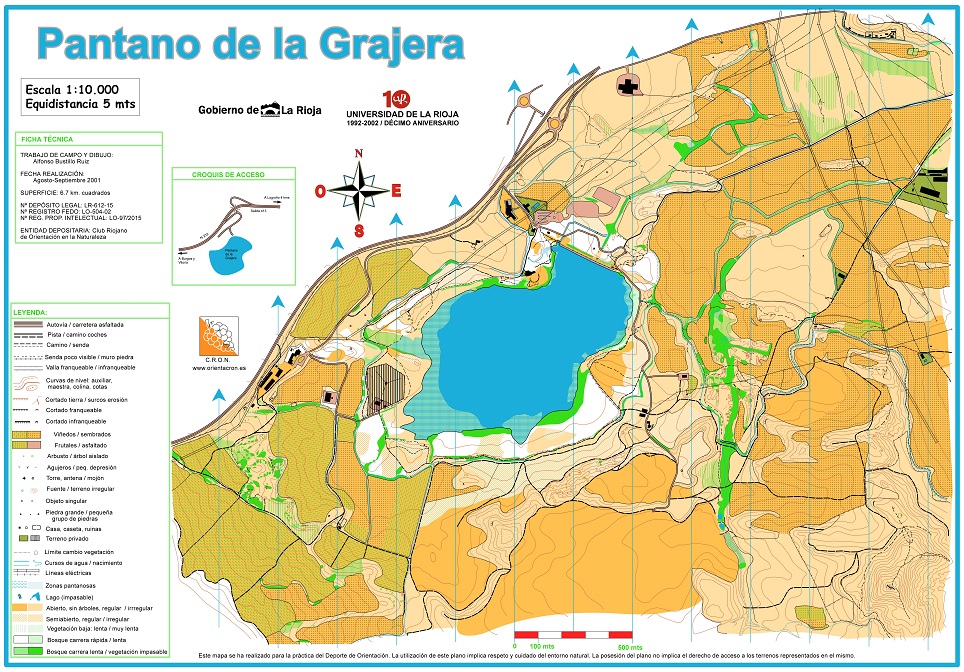 Pantano de la Grajera
Escala 1:10.000
Equidistancia 5 mts
Gobierno de La Rioja
UNIVERSIDAD DE LA RIOJA
1992-2002 / DÉCIMO ANIVERSARIO
FICHA TÉCNICA
TRABAJO DE CAMPO Y DIBUJO:
Alfonso Bustillo Ruiz
FECHA REALIZACIÓN:
Agosto-Septiembre 2001
SUPERFICIE: 6.7 km. cuadrados
Nº DEPÓSITO LEGAL: LR-612-15
Nº REGISTRO FEDO: LO-504-02
Nº REG. PROP. INTELECTUAL: LO-97/2015
ENTIDAD DEPOSITARIA: Club Riojano
de Orientación en la Naturaleza
CROQUIS DE ACCESO
Pantano
de la
Grajera
A Burgos y
Vitoria
N
O
E
S
C.R.O.N.
www.orientacron.es
LEYENDA:
Autovía / carretera asfaltada
Pista / camino coches
Camino / senda
Senda poco visible / muro piedra
Valla franqueable / infranqueable
Curvas de nivel: auxiliar,
maestra, colina, cotas
Cortado tierra / surcos erosión
Cortado franqueable
Cortado infranqueable
Viñedos / sembrados
Frutales / asfaltado
Arbusto / árbol aislado
Agujeros / peq. depresión
Torre, antena / mojón
Fuente / terreno irregular
Objeto singular
Piedra grande / pequeña
grupo de piedras
Casa, caseta, ruinas
Terreno privado
Límite cambio vegetación
Cursos de agua / nacimiento
Líneas eléctricas
Zonas pantanosas
Lago (impasable)
Abierto, sin árboles, regular / irrregular
Semiabierto, regular / irregular
Vegetación baja: lenta / muy lenta
Bosque carrera rápida / lenta
Bosque carrera lenta / vegetación impasable
0 100 mts 500 mts
Este mapa se ha realizado para la práctica del Deporte de Orientación. La utilización de este plano implica respeto y cuidado del entorno natural. La posesión del plano no implica el derecho de acceso a los terrenos representados en el mismo.